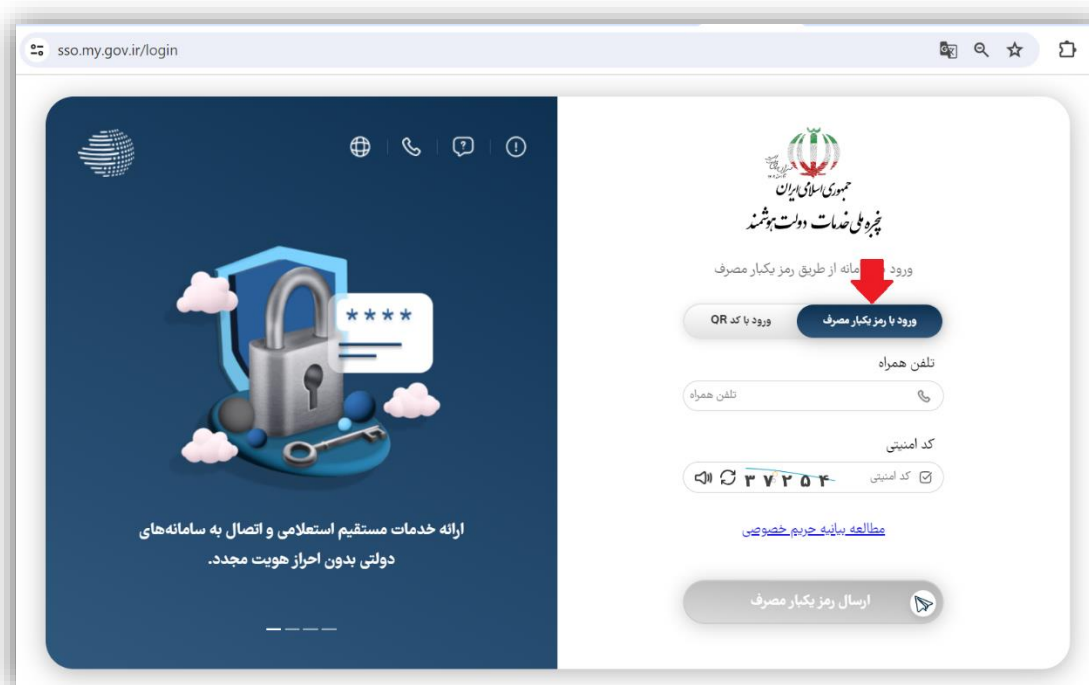 sso.my.gov.ir/login
جمهوری اسلامی ایران
پنجره ملی خدمات دولت هوشمند
ورود از طریق رمز یکبار مصرف
ورود با رمز یکبار مصرف
ورود با کد QR
تلفن همراه
تلفن همراه
کد امنیتی
کد امنیتی
۳۷۲۵۴
مطالعه بیانیه حریم خصوصی
ارسال رمز یکبار مصرف
****
ارائه خدمات مستقیم استعلامی و اتصال به سامانه‌های
دولتی بدون احراز هویت مجدد.